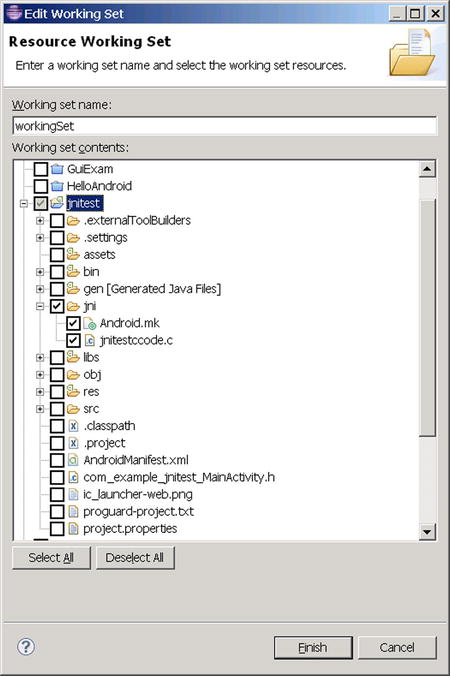 Edit Working Set
Resource Working Set
Enter a working set name and select the working set resources.
Working set name:
workingSet
Working set contents:
GuiExam
HelloAndroid
jnitest
.externalToolBuilders
.settings
assets
bin
gen [Generated Java Files]
jni
Android.mk
jnitestccode.c
libs
obj
res
src
.classpath
.project
AndroidManifest.xml
com_example_jnitest_MainActivity.h
ic_launcher-web.png
proguard-project.txt
project.properties
Select All
Deselect All
Finish
Cancel